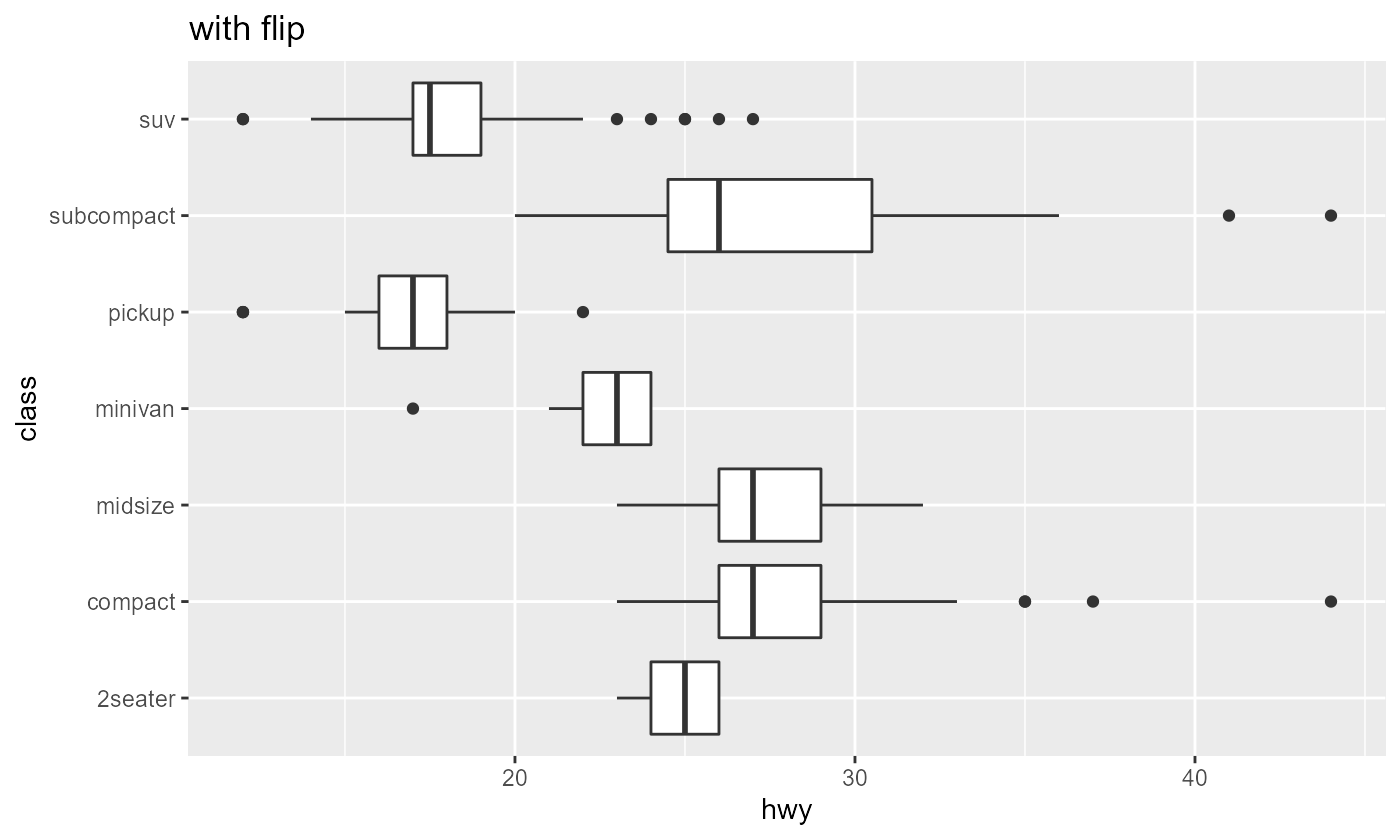 with flip
suv
subcompact
pickup
minivan
midsize
compact
2seater
class
20 30 40
hwy